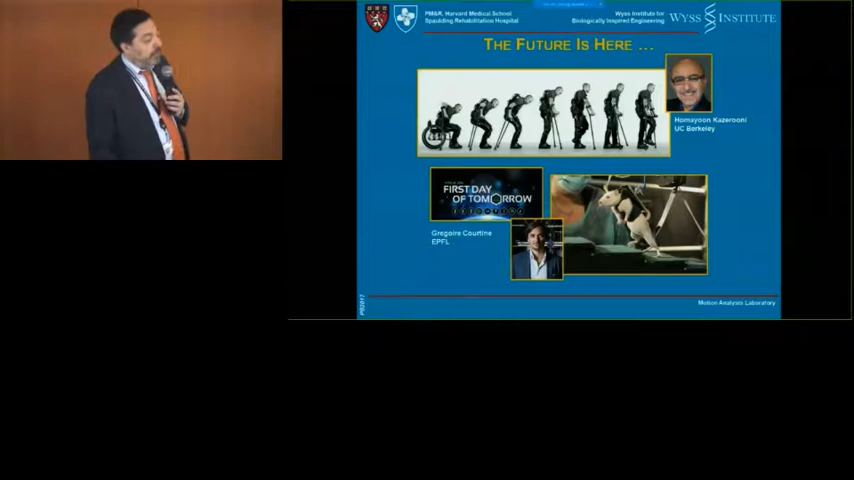 PM&R, Harvard Medical School
Spaulding Rehabilitation Hospital
Wyss Institute for
Biologically Inspired Engineering
WYSS INSTITUTE
THE FUTURE IS HERE ...
Homayoon Kazerooni
UC Berkeley
FIRST DAY
OF TOMORROW
Gregoire Courtine
EPFL
Motion Analysis Laboratory